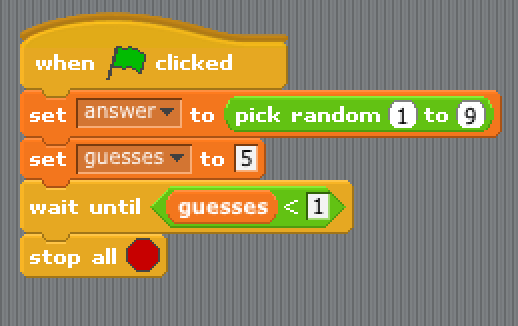 when clicked
set answer to pick random 1 to 9
set guesses to 5
wait until guesses < 1
stop all